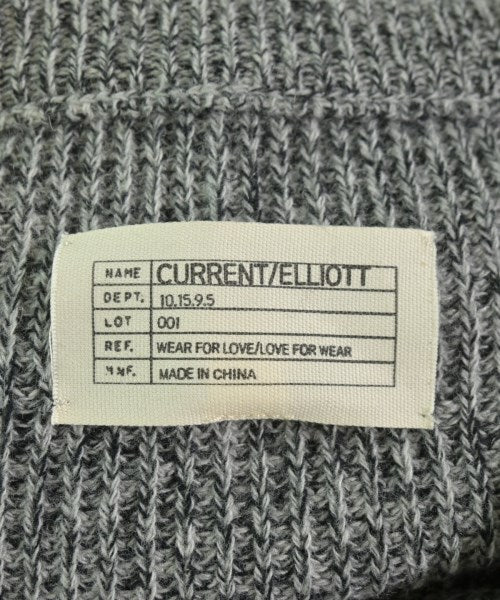 NAME CURRENT/ELLIOTT
DEPT. 10.15.9.5
LOT 001
REF. WEAR FOR LOVE/LOVE FOR WEAR
MNF. MADE IN CHINA